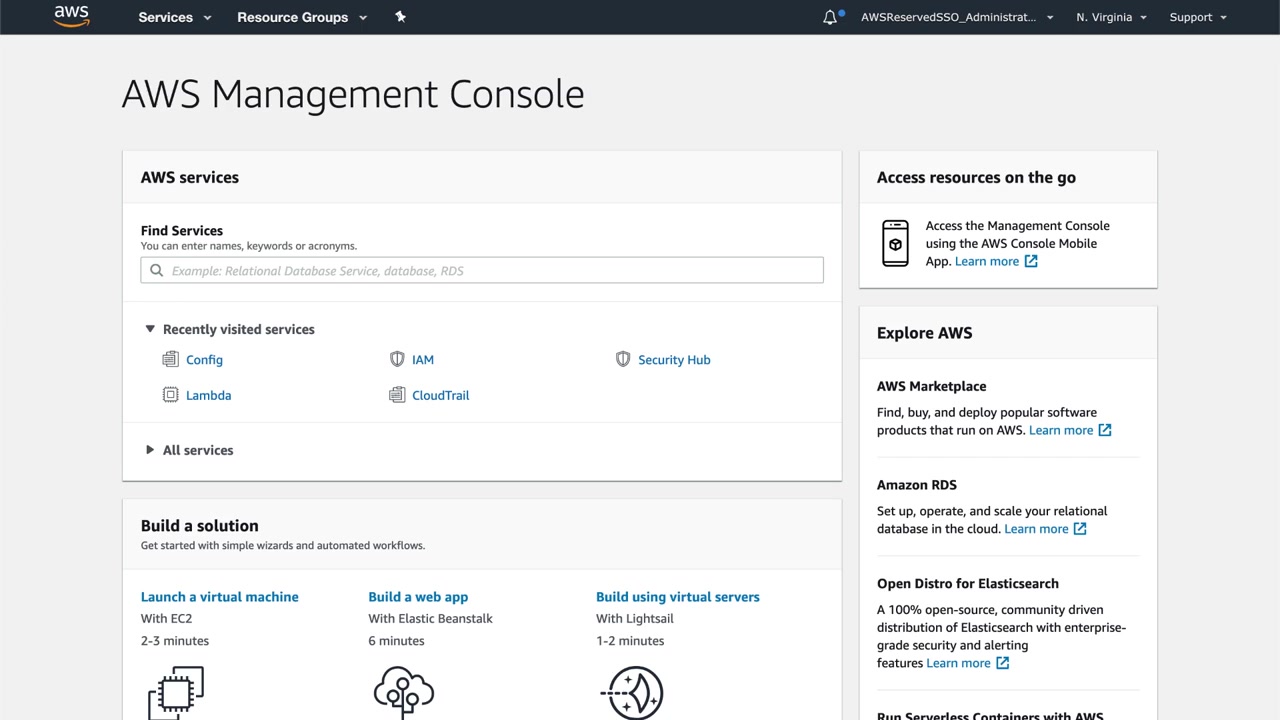 aws
Services
Resource Groups
AWSReservedSSO_Administrat...
N. Virginia
Support
AWS Management Console
AWS services
Find Services
You can enter names, keywords or acronyms.
Example: Relational Database Service, database, RDS
Recently visited services
Config
IAM
Security Hub
Lambda
CloudTrail
All services
Build a solution
Get started with simple wizards and automated workflows.
Launch a virtual machine
With EC2
2-3 minutes
Build a web app
With Elastic Beanstalk
6 minutes
Build using virtual servers
With Lightsail
1-2 minutes
Access resources on the go
Access the Management Console
using the AWS Console Mobile
App. Learn more
Explore AWS
AWS Marketplace
Find, buy, and deploy popular software
products that run on AWS. Learn more
Amazon RDS
Set up, operate, and scale your relational
database in the cloud. Learn more
Open Distro for Elasticsearch
A 100% open-source, community driven
distribution of Elasticsearch with enterprise-
grade security and alerting
features Learn more
Run Serverless Containers with AWS